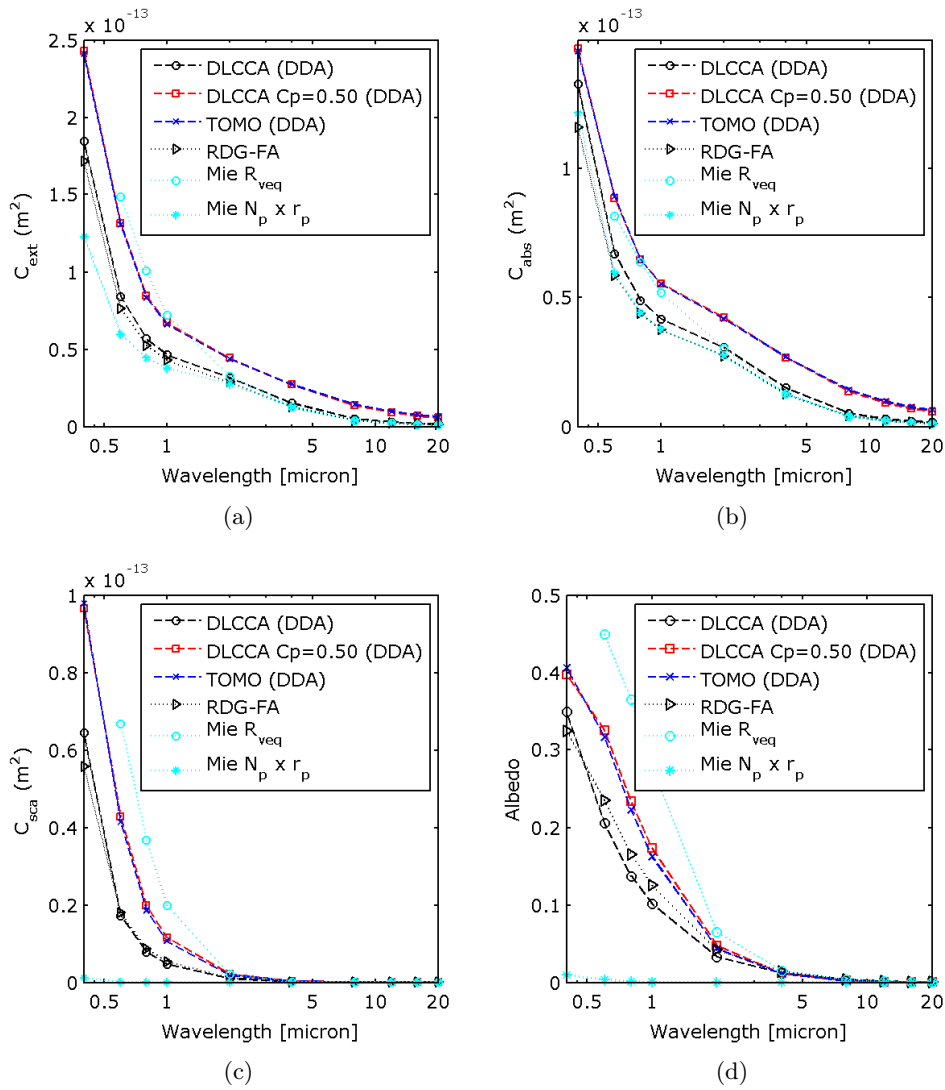 x 10^-13
2.5
2
1.5
1
0.5
0
C_ext (m²)
DLCCA (DDA)
DLCCA Cp=0.50 (DDA)
TOMO (DDA)
RDG-FA
Mie R_veq
Mie N_p x r_p
0.5 1 5 10 20
Wavelength [micron]
(a)
x 10^-13
1
0.5
0
C_abs (m²)
DLCCA (DDA)
DLCCA Cp=0.50 (DDA)
TOMO (DDA)
RDG-FA
Mie R_veq
Mie N_p x r_p
0.5 1 5 10 20
Wavelength [micron]
(b)
x 10^-13
1
0.8
0.6
0.4
0.2
0
C_sca (m²)
DLCCA (DDA)
DLCCA Cp=0.50 (DDA)
TOMO (DDA)
RDG-FA
Mie R_veq
Mie N_p x r_p
0.5 1 5 10 20
Wavelength [micron]
(c)
0.5
0.4
0.3
0.2
0.1
0
Albedo
DLCCA (DDA)
DLCCA Cp=0.50 (DDA)
TOMO (DDA)
RDG-FA
Mie R_veq
Mie N_p x r_p
0.5 1 5 10 20
Wavelength [micron]
(d)